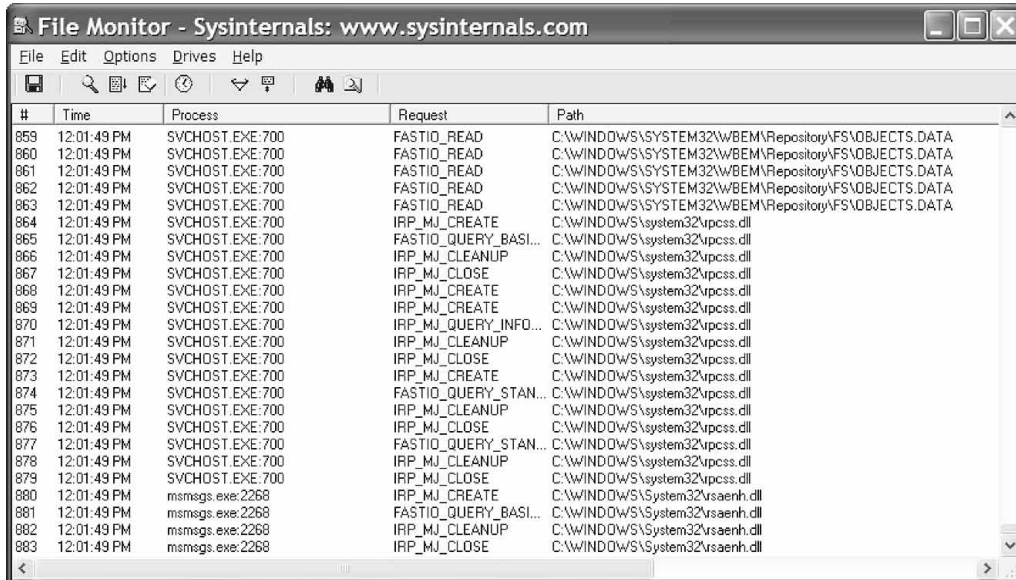 File Monitor - Sysinternals: www.sysinternals.com
File Edit Options Drives Help
# Time Process Request Path
859 12:01:49 PM SVCHOST.EXE:700 FASTIO_READ C:\WINDOWS\SYSTEM32\WBEM\Repository\FS\OBJECTS.DATA
860 12:01:49 PM SVCHOST.EXE:700 FASTIO_READ C:\WINDOWS\SYSTEM32\WBEM\Repository\FS\OBJECTS.DATA
861 12:01:49 PM SVCHOST.EXE:700 FASTIO_READ C:\WINDOWS\SYSTEM32\WBEM\Repository\FS\OBJECTS.DATA
862 12:01:49 PM SVCHOST.EXE:700 FASTIO_READ C:\WINDOWS\SYSTEM32\WBEM\Repository\FS\OBJECTS.DATA
863 12:01:49 PM SVCHOST.EXE:700 FASTIO_READ C:\WINDOWS\SYSTEM32\WBEM\Repository\FS\OBJECTS.DATA
864 12:01:49 PM SVCHOST.EXE:700 IRP_MJ_CREATE C:\WINDOWS\system32\rpcss.dll
865 12:01:49 PM SVCHOST.EXE:700 FASTIO_QUERY_BASI... C:\WINDOWS\system32\rpcss.dll
866 12:01:49 PM SVCHOST.EXE:700 IRP_MJ_CLEANUP C:\WINDOWS\system32\rpcss.dll
867 12:01:49 PM SVCHOST.EXE:700 IRP_MJ_CLOSE C:\WINDOWS\system32\rpcss.dll
868 12:01:49 PM SVCHOST.EXE:700 IRP_MJ_CREATE C:\WINDOWS\system32\rpcss.dll
869 12:01:49 PM SVCHOST.EXE:700 IRP_MJ_CREATE C:\WINDOWS\system32\rpcss.dll
870 12:01:49 PM SVCHOST.EXE:700 IRP_MJ_QUERY_INFO... C:\WINDOWS\system32\rpcss.dll
871 12:01:49 PM SVCHOST.EXE:700 IRP_MJ_CLEANUP C:\WINDOWS\system32\rpcss.dll
872 12:01:49 PM SVCHOST.EXE:700 IRP_MJ_CLOSE C:\WINDOWS\system32\rpcss.dll
873 12:01:49 PM SVCHOST.EXE:700 IRP_MJ_CREATE C:\WINDOWS\system32\rpcss.dll
874 12:01:49 PM SVCHOST.EXE:700 FASTIO_QUERY_STAN... C:\WINDOWS\system32\rpcss.dll
875 12:01:49 PM SVCHOST.EXE:700 IRP_MJ_CLEANUP C:\WINDOWS\system32\rpcss.dll
876 12:01:49 PM SVCHOST.EXE:700 IRP_MJ_CLOSE C:\WINDOWS\system32\rpcss.dll
877 12:01:49 PM SVCHOST.EXE:700 FASTIO_QUERY_STAN... C:\WINDOWS\system32\rpcss.dll
878 12:01:49 PM SVCHOST.EXE:700 IRP_MJ_CLEANUP C:\WINDOWS\system32\rpcss.dll
879 12:01:49 PM SVCHOST.EXE:700 IRP_MJ_CLOSE C:\WINDOWS\system32\rpcss.dll
880 12:01:49 PM msmsgs.exe:2268 IRP_MJ_CREATE C:\WINDOWS\System32\rsaenh.dll
881 12:01:49 PM msmsgs.exe:2268 FASTIO_QUERY_BASI... C:\WINDOWS\System32\rsaenh.dll
882 12:01:49 PM msmsgs.exe:2268 IRP_MJ_CLEANUP C:\WINDOWS\System32\rsaenh.dll
883 12:01:49 PM msmsgs.exe:2268 IRP_MJ_CLOSE C:\WINDOWS\System32\rsaenh.dll